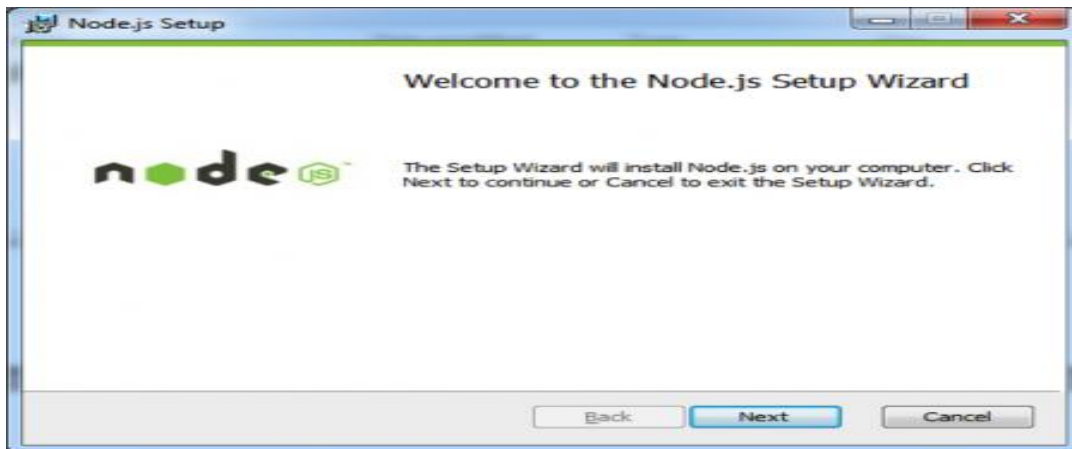 Node.js Setup
Welcome to the Node.js Setup Wizard
node JS
The Setup Wizard will install Node.js on your computer. Click
Next to continue or Cancel to exit the Setup Wizard.
Back
Next
Cancel